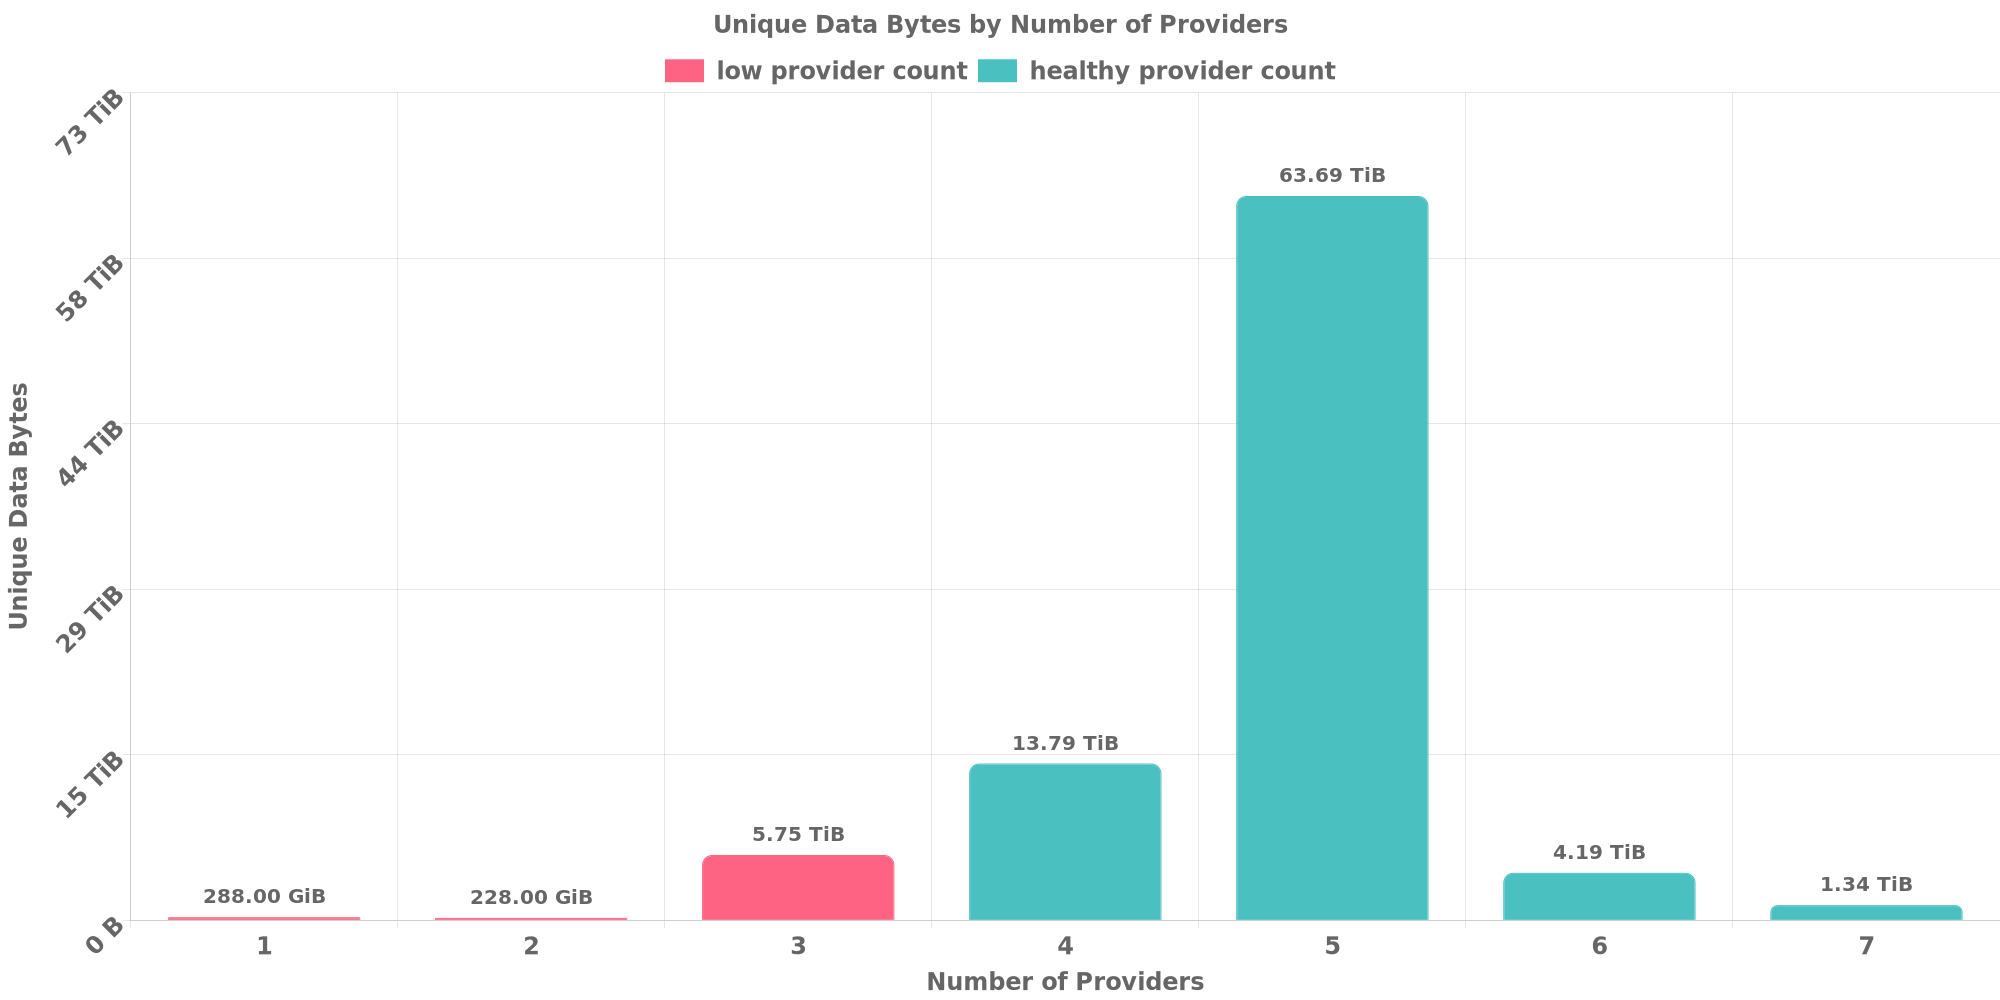 Unique Data Bytes by Number of Providers
low provider count healthy provider count
73 TiB
58 TiB
44 TiB
29 TiB
15 TiB
0 B
Unique Data Bytes
288.00 GiB
228.00 GiB
5.75 TiB
13.79 TiB
63.69 TiB
4.19 TiB
1.34 TiB
1 2 3 4 5 6 7
Number of Providers